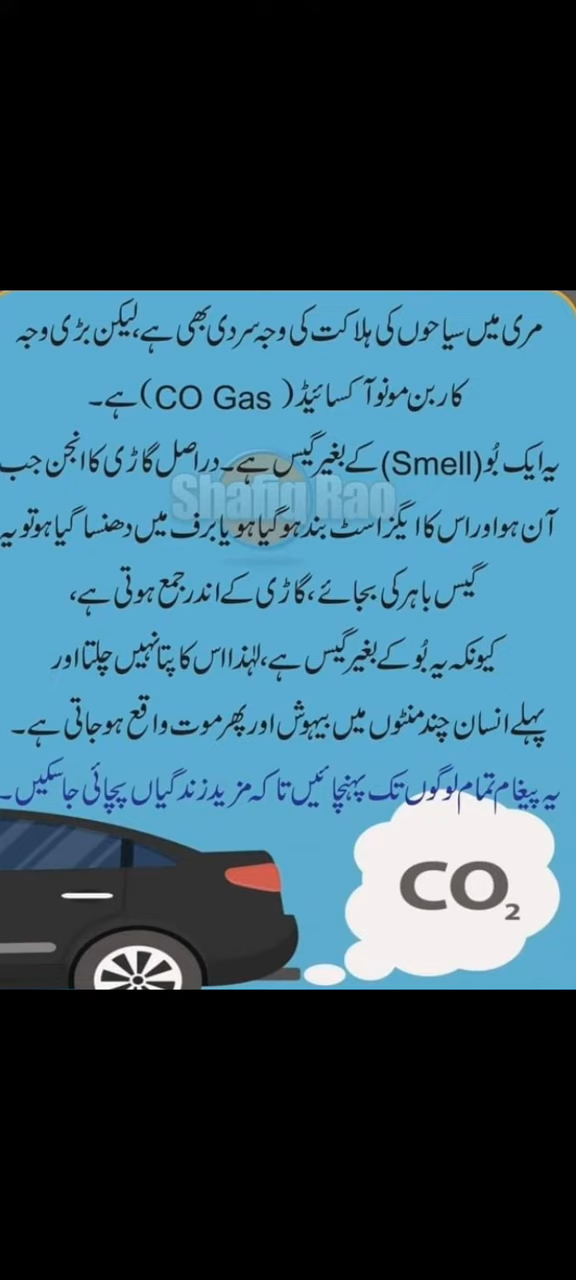 مری میں سیاحوں کی ہلاکت کی وجہ سردی بھی ہے، لیکن بڑی وجہ
کاربن مونو آکسائیڈ (CO Gas) ہے۔
یہ ایک بُو (Smell) کے بغیر گیس ہے۔ دراصل گاڑی کا انجن جب
Shafiq Rao
آن ہو اور اس کا ایگزاسٹ بند ہو گیا ہو یا برف میں دھنسا گیا ہو تو یہ
گیس باہر کی بجائے، گاڑی کے اندر جمع ہوتی ہے،
کیونکہ یہ بُو کے بغیر گیس ہے، لہٰذا اس کا پتا نہیں چلتا اور
پہلے انسان چند منٹوں میں بیہوش اور پھر موت واقع ہو جاتی ہے۔
یہ پیغام تمام لوگوں تک پہنچائیں تاکہ مزید زندگیاں بچائی جا سکیں۔
CO₂